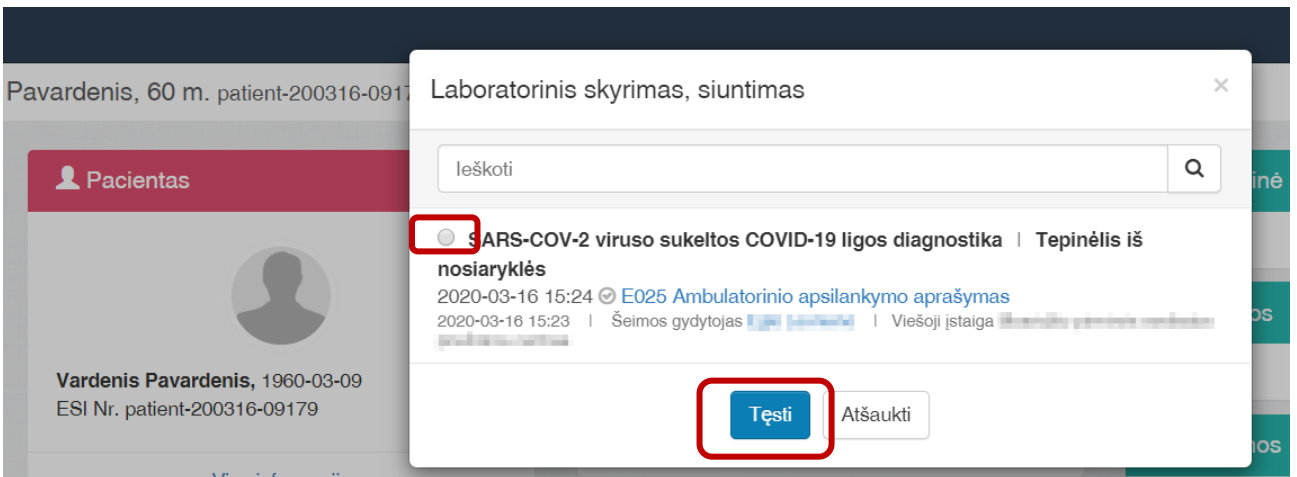 Pavardenis, 60 m. patient-200316-0917
Pacientas
Vardenis Pavardenis, 1960-03-09
ESI Nr. patient-200316-09179
Laboratorinis skyrimas, siuntimas
×
Ieškoti
SARS-COV-2 viruso sukeltos COVID-19 ligos diagnostika | Tepinėlis iš
nosiaryklės
2020-03-16 15:24 E025 Ambulatorinio apsilankymo aprašymas
2020-03-16 15:23 | Šeimos gydytojas | Viešoji įstaiga
Tęsti
Atšaukti
inė
os
nos